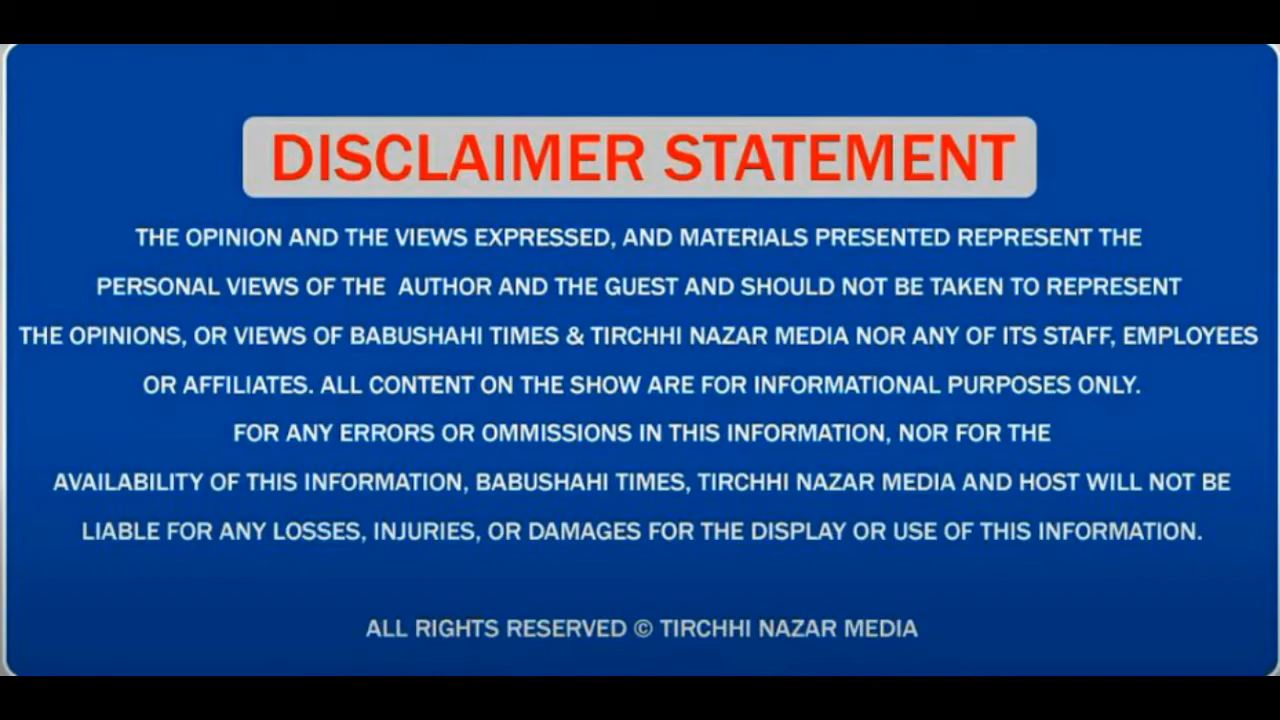 DISCLAIMER STATEMENT
THE OPINION AND THE VIEWS EXPRESSED, AND MATERIALS PRESENTED REPRESENT THE
PERSONAL VIEWS OF THE AUTHOR AND THE GUEST AND SHOULD NOT BE TAKEN TO REPRESENT
THE OPINIONS, OR VIEWS OF BABUSHAHI TIMES & TIRCHHI NAZAR MEDIA NOR ANY OF ITS STAFF, EMPLOYEES
OR AFFILIATES. ALL CONTENT ON THE SHOW ARE FOR INFORMATIONAL PURPOSES ONLY.
FOR ANY ERRORS OR OMMISSIONS IN THIS INFORMATION, NOR FOR THE
AVAILABILITY OF THIS INFORMATION, BABUSHAHI TIMES, TIRCHHI NAZAR MEDIA AND HOST WILL NOT BE
LIABLE FOR ANY LOSSES, INJURIES, OR DAMAGES FOR THE DISPLAY OR USE OF THIS INFORMATION.
ALL RIGHTS RESERVED © TIRCHHI NAZAR MEDIA